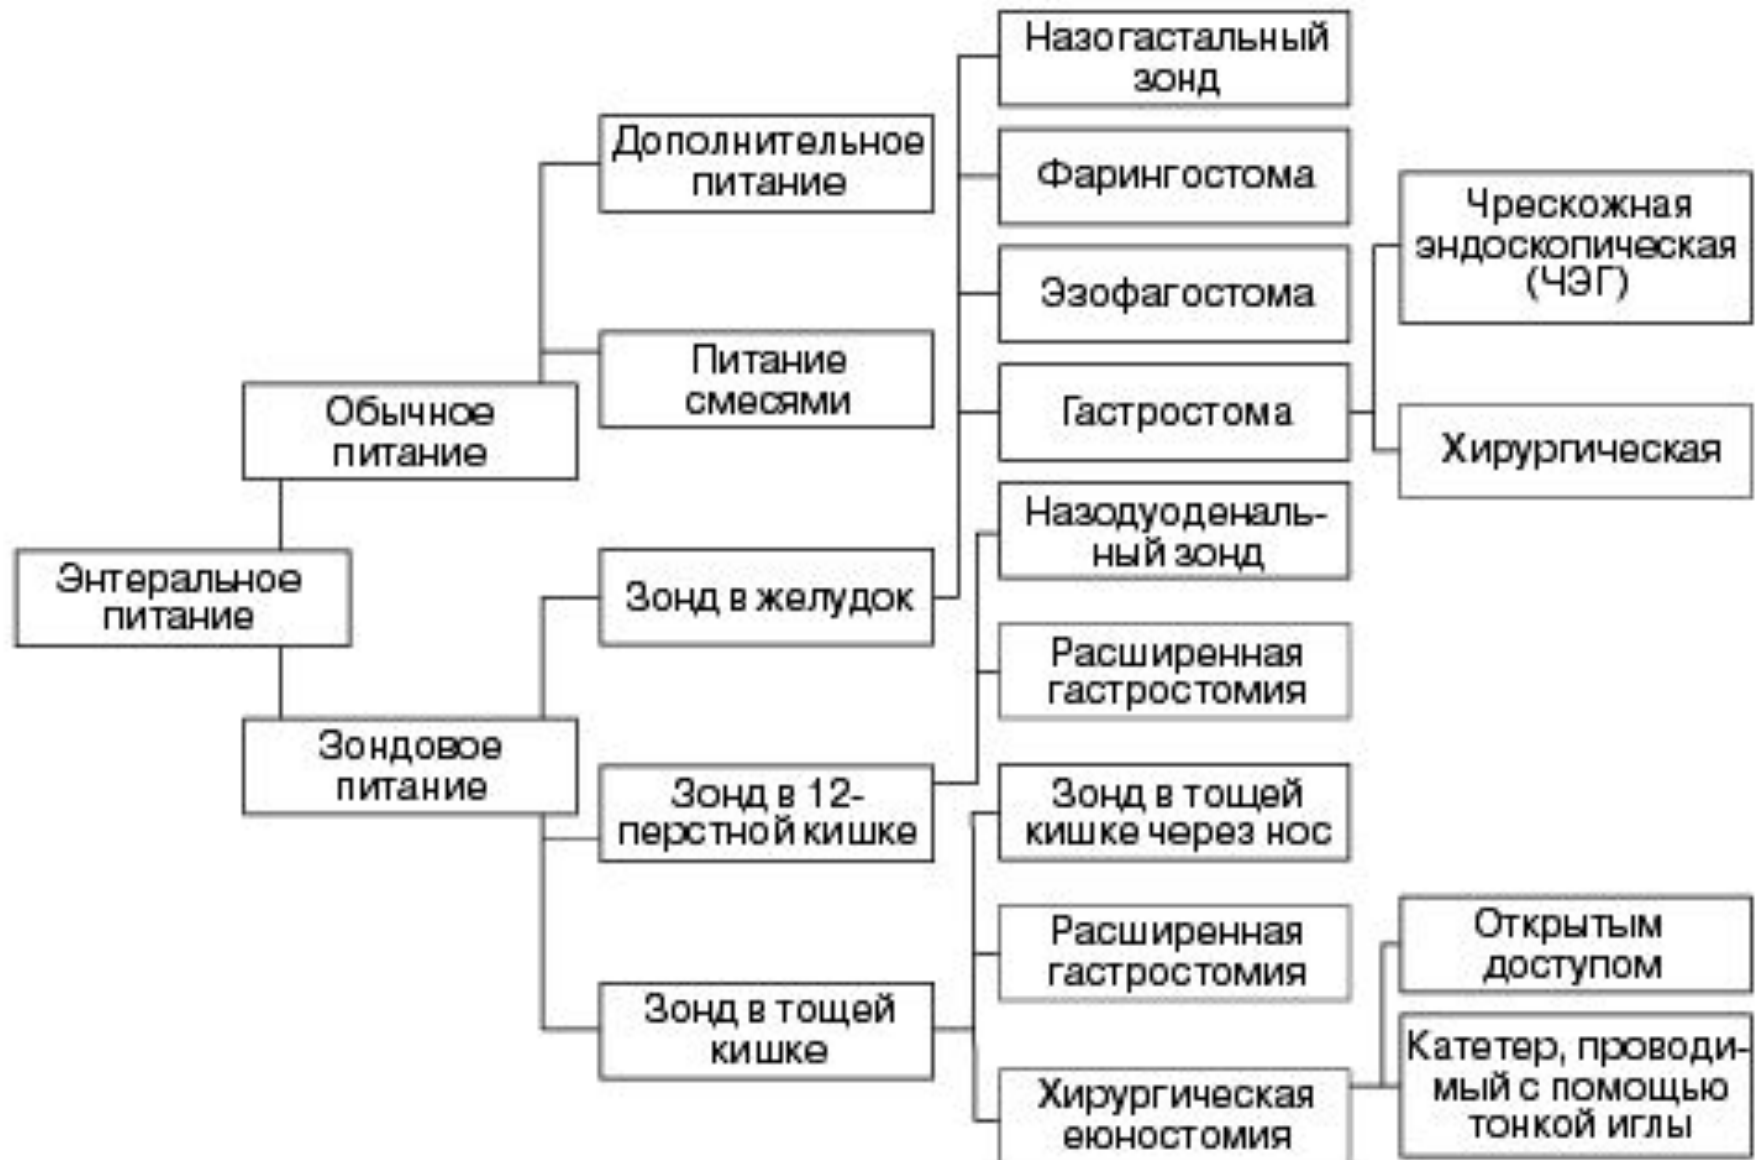 Энтеральное
питание
Обычное
питание
Зондовое
питание
Дополнительное
питание
Питание
смесями
Зонд в желудок
Зонд в 12-
перстной кишке
Зонд в тощей
кишке
Назогастальный
зонд
Фарингостома
Эзофагостома
Гастростома
Назодуоденаль-
ный зонд
Расширенная
гастростомия
Зонд в тощей
кишке через нос
Расширенная
гастростомия
Хирургическая
еюностомия
Чрескожная
эндоскопическая
(ЧЭГ)
Хирургическая
Открытым
доступом
Катетер, проводи-
мый с помощью
тонкой иглы